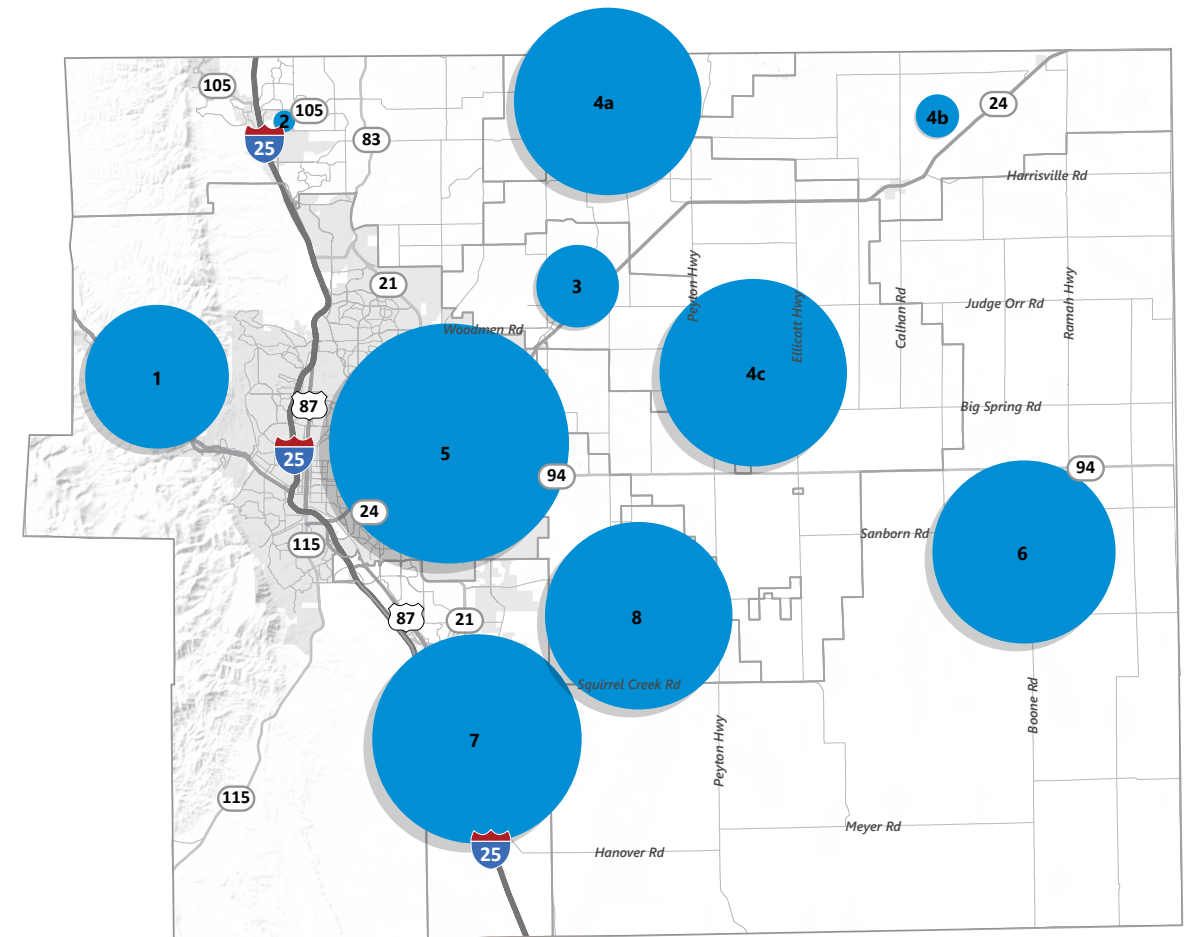 4a
105
105
2
24
4b
83
25
Harrisville Rd
21
3
Peyton Hwy
Ellicott Hwy
Calhan Rd
Judge Orr Rd
Ramah Hwy
Woodmen Rd
1
4c
87
Big Spring Rd
25
5
94
94
24
Sanborn Rd
115
6
87
21
8
Squirrel Creek Rd
Boone Rd
7
Peyton Hwy
115
Meyer Rd
25
Hanover Rd